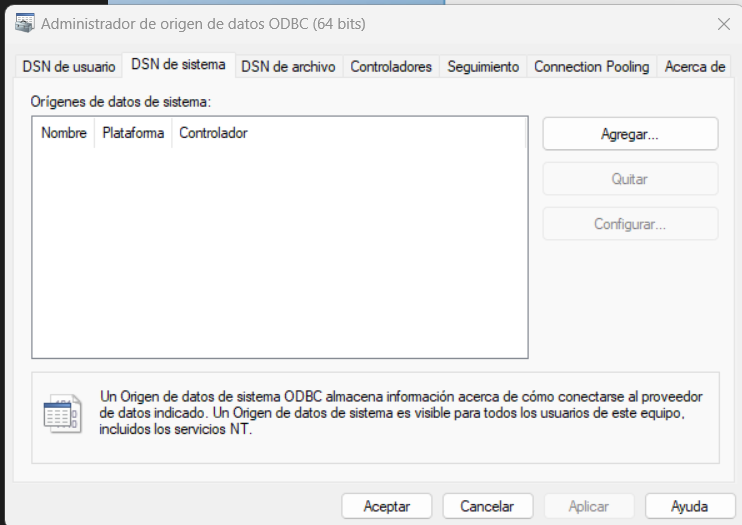 Administrador de origen de datos ODBC (64 bits)
DSN de usuario DSN de sistema DSN de archivo Controladores Seguimiento Connection Pooling Acerca de
Orígenes de datos de sistema:
Nombre Plataforma Controlador
Agregar...
Quitar
Configurar...
Un Origen de datos de sistema ODBC almacena información acerca de cómo conectarse al proveedor
de datos indicado. Un Origen de datos de sistema es visible para todos los usuarios de este equipo,
incluidos los servicios NT.
Aceptar Cancelar Aplicar Ayuda